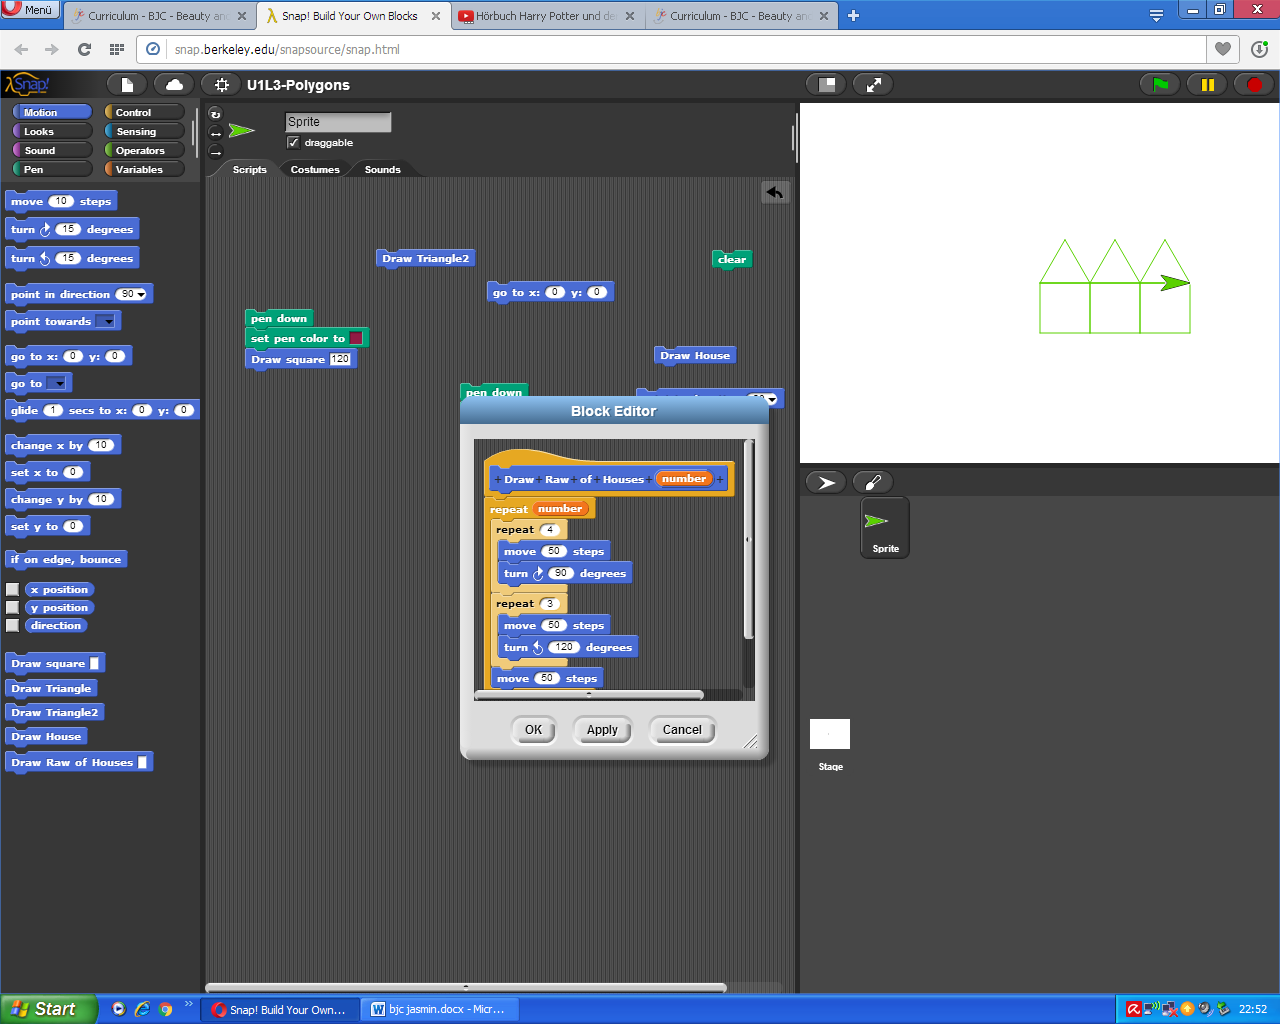 Menü
Curriculum - BJC - Beauty an
Snap! Build Your Own Blocks
Hörbuch Harry Potter und de
Curriculum - BJC - Beauty an
snap.berkeley.edu/snapsource/snap.html
Snap!
U1L3-Polygons
Motion
Control
Looks
Sensing
Sound
Operators
Pen
Variables
Sprite
draggable
Scripts
Costumes
Sounds
move 10 steps
turn 15 degrees
turn 15 degrees
point in direction 90
point towards
go to x: 0 y: 0
go to
glide 1 secs to x: 0 y: 0
change x by 10
set x to 0
change y by 10
set y to 0
if on edge, bounce
x position
y position
direction
Draw square
Draw Triangle
Draw Triangle2
Draw House
Draw Raw of Houses
Draw Triangle2
clear
go to x: 0 y: 0
pen down
set pen color to
Draw square 120
Draw House
pen down
Block Editor
+ Draw + Raw + of + Houses + number +
repeat number
repeat 4
move 50 steps
turn 90 degrees
repeat 3
move 50 steps
turn 120 degrees
move 50 steps
OK
Apply
Cancel
Sprite
Stage
Start
Snap! Build Your Own...
bjc jasmin.docx - Micr...
22:52